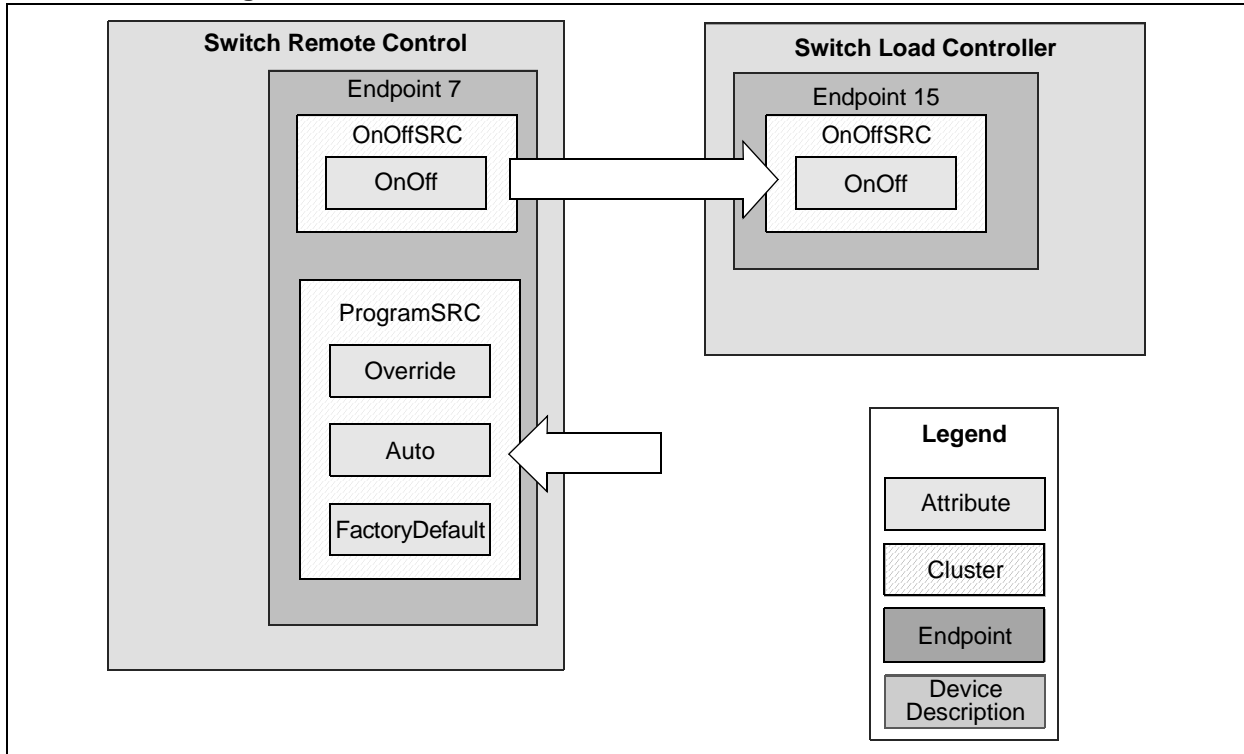 Switch Remote Control
Endpoint 7
OnOffSRC
OnOff
ProgramSRC
Override
Auto
FactoryDefault
Switch Load Controller
Endpoint 15
OnOffSRC
OnOff
Legend
Attribute
Cluster
Endpoint
Device
Description